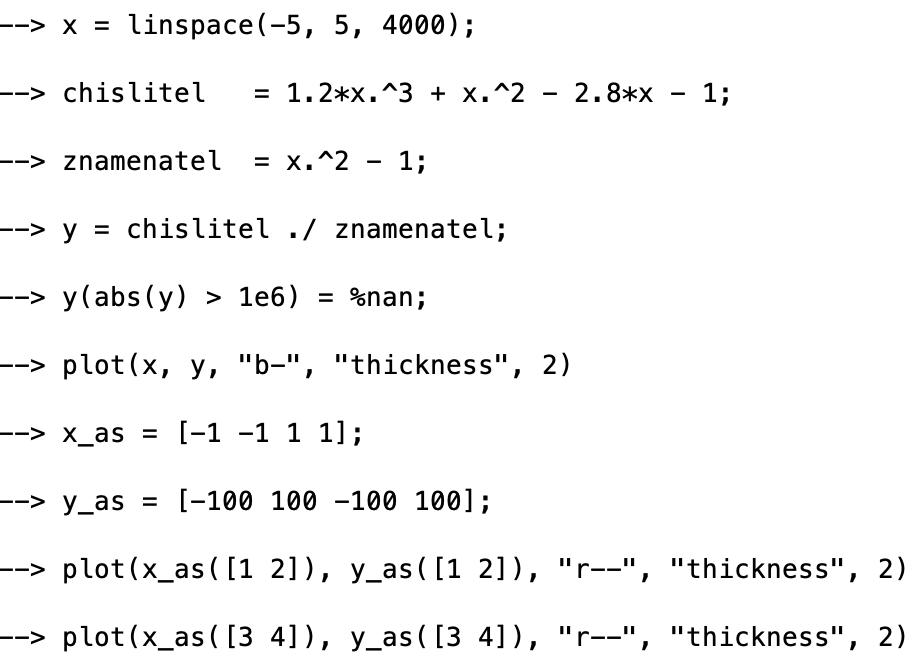 --> x = linspace(-5, 5, 4000);
--> chislitel   = 1.2*x.^3 + x.^2 - 2.8*x - 1;
--> znamenatel  = x.^2 - 1;
--> y = chislitel ./ znamenatel;
--> y(abs(y) > 1e6) = %nan;
--> plot(x, y, "b-", "thickness", 2)
--> x_as = [-1 -1 1 1];
--> y_as = [-100 100 -100 100];
--> plot(x_as([1 2]), y_as([1 2]), "r--", "thickness", 2)
--> plot(x_as([3 4]), y_as([3 4]), "r--", "thickness", 2)